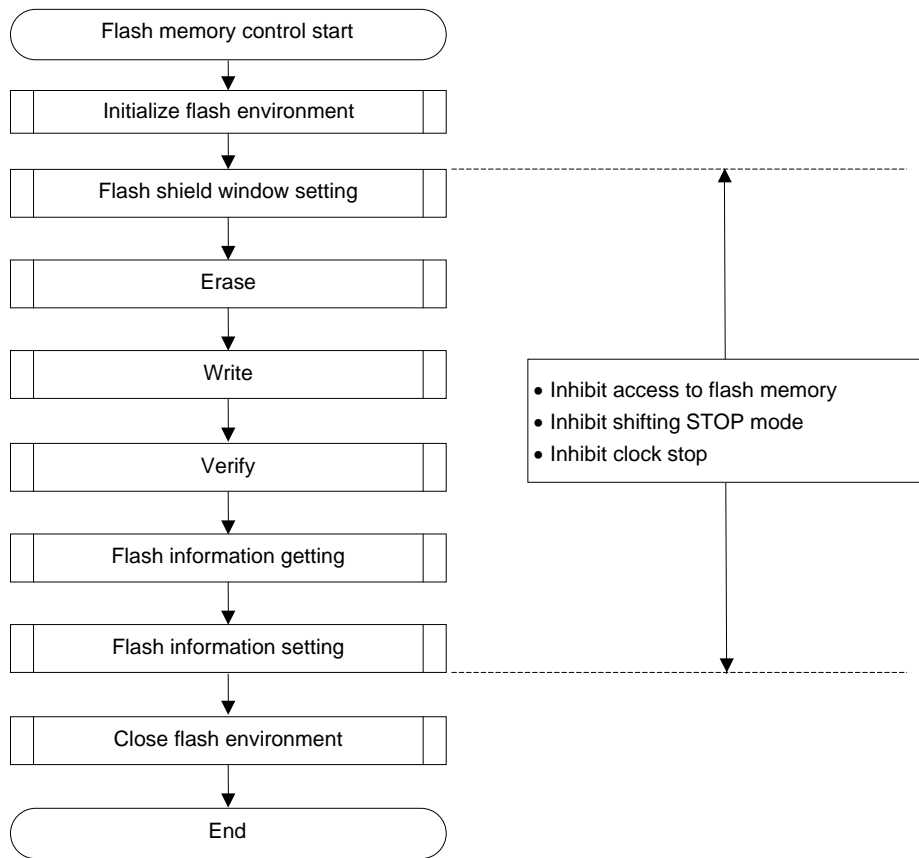 Flash memory control start
Initialize flash environment
Flash shield window setting
Erase
Write
Verify
Flash information getting
Flash information setting
Close flash environment
End
• Inhibit access to flash memory
• Inhibit shifting STOP mode
• Inhibit clock stop